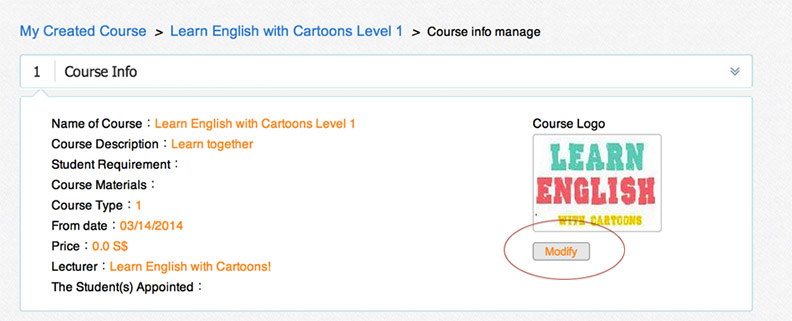 My Created Course > Learn English with Cartoons Level 1 > Course info manage
1 Course Info
Name of Course：Learn English with Cartoons Level 1
Course Description：Learn together
Student Requirement：
Course Materials：
Course Type：1
From date：03/14/2014
Price：0.0 S$
Lecturer：Learn English with Cartoons!
The Student(s) Appointed：
Course Logo
LEARN
ENGLISH
WITH CARTOONS
Modify